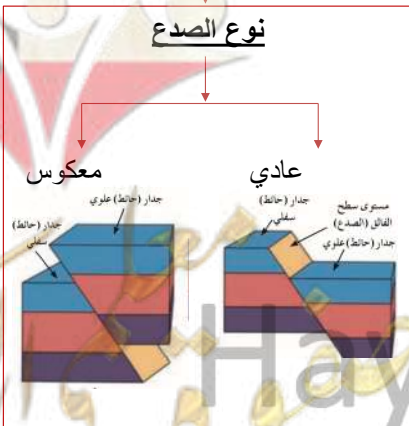 نوع الصدع
عادي
معكوس
جدار (حائط)
سفلي
مستوى سطح
الفالق (الصدع)
جدار (حائط) علوي
جدار (حائط) علوي
جدار (حائط)
سفلي
Hay